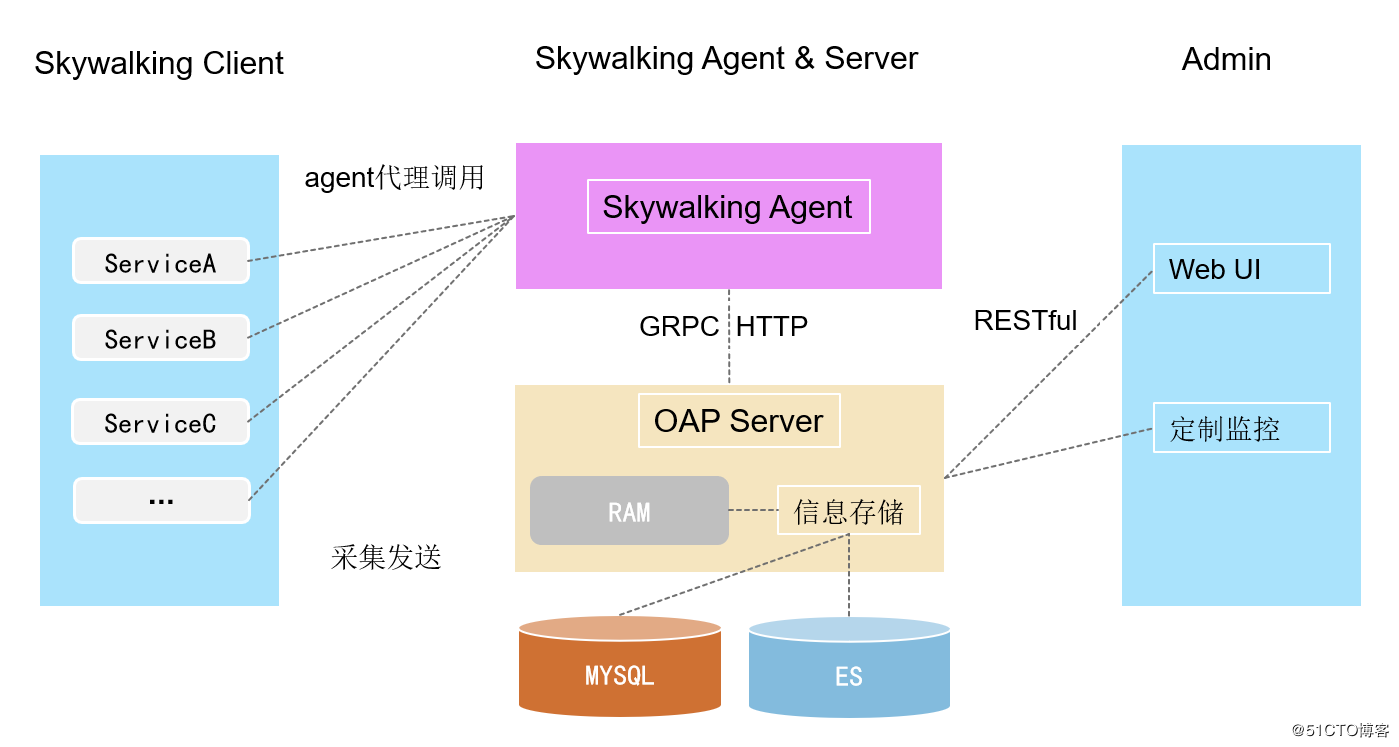 Skywalking Client
Skywalking Agent & Server
Admin
agent代理调用
Skywalking Agent
ServiceA
ServiceB
ServiceC
...
采集发送
GRPC
HTTP
RESTful
OAP Server
RAM
信息存储
MYSQL
ES
Web UI
定制监控
@51CTO博客